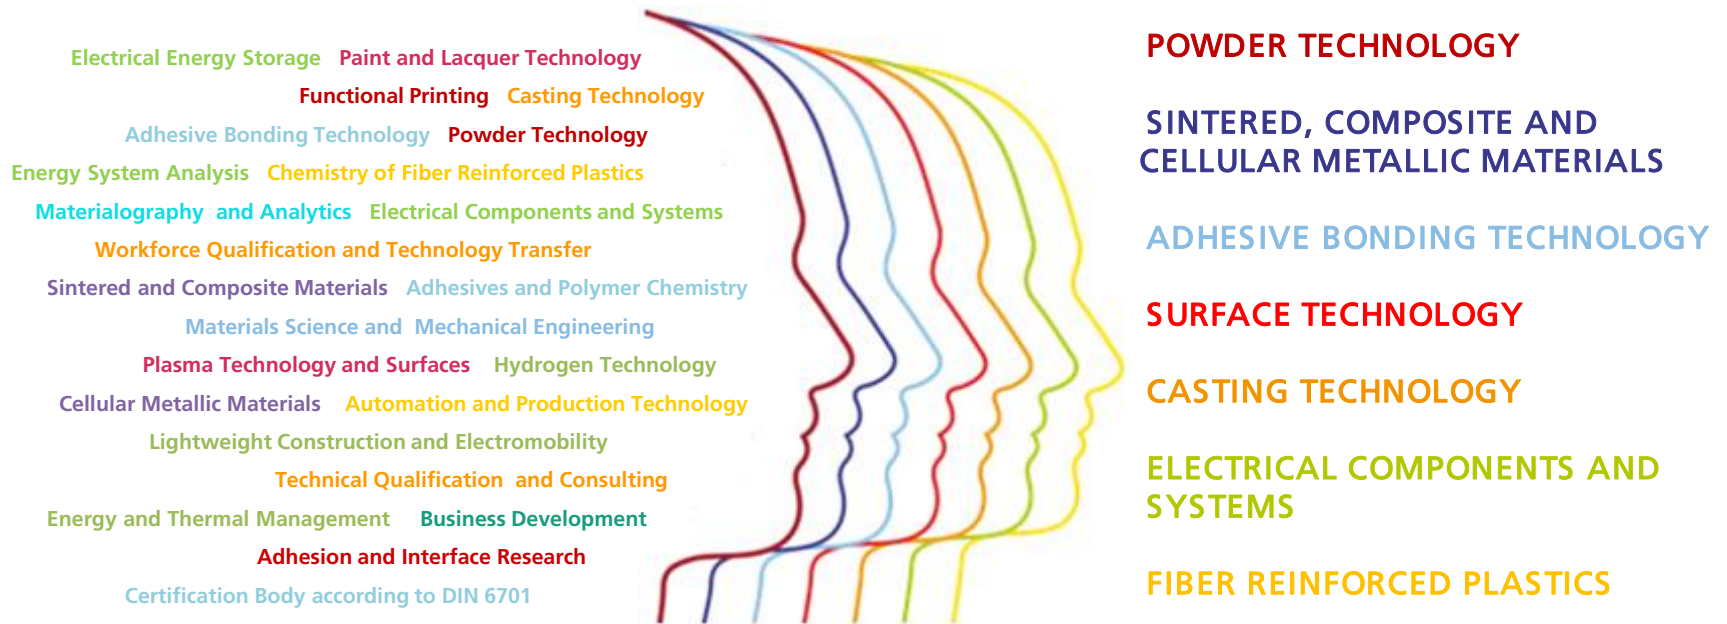 Electrical Energy Storage Paint and Lacquer Technology
Functional Printing Casting Technology
Adhesive Bonding Technology Powder Technology
Energy System Analysis Chemistry of Fiber Reinforced Plastics
Materialography and Analytics Electrical Components and Systems
Workforce Qualification and Technology Transfer
Sintered and Composite Materials Adhesives and Polymer Chemistry
Materials Science and Mechanical Engineering
Plasma Technology and Surfaces Hydrogen Technology
Cellular Metallic Materials Automation and Production Technology
Lightweight Construction and Electromobility
Technical Qualification and Consulting
Energy and Thermal Management Business Development
Adhesion and Interface Research
Certification Body according to DIN 6701
POWDER TECHNOLOGY
SINTERED, COMPOSITE AND
CELLULAR METALLIC MATERIALS
ADHESIVE BONDING TECHNOLOGY
SURFACE TECHNOLOGY
CASTING TECHNOLOGY
ELECTRICAL COMPONENTS AND
SYSTEMS
FIBER REINFORCED PLASTICS